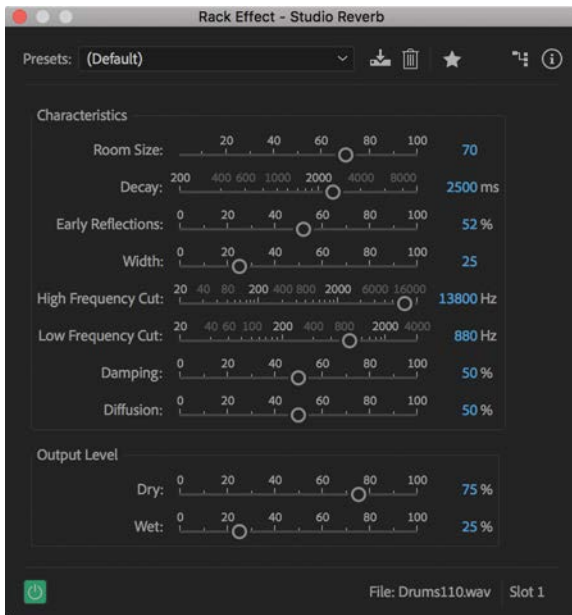 Rack Effect - Studio Reverb
Presets: (Default)
Characteristics
20 40 60 80 100
Room Size: 70
200 400 600 1000 2000 4000 8000
Decay: 2500 ms
0 20 40 60 80 100
Early Reflections: 52 %
0 20 40 60 80 100
Width: 25
20 40 80 200 400 800 2000 6000 16000
High Frequency Cut: 13800 Hz
20 40 60 100 200 400 800 2000 4000
Low Frequency Cut: 880 Hz
0 20 40 60 80 100
Damping: 50 %
0 20 40 60 80 100
Diffusion: 50 %
Output Level
0 20 40 60 80 100
Dry: 75 %
0 20 40 60 80 100
Wet: 25 %
File: Drums110.wav Slot 1